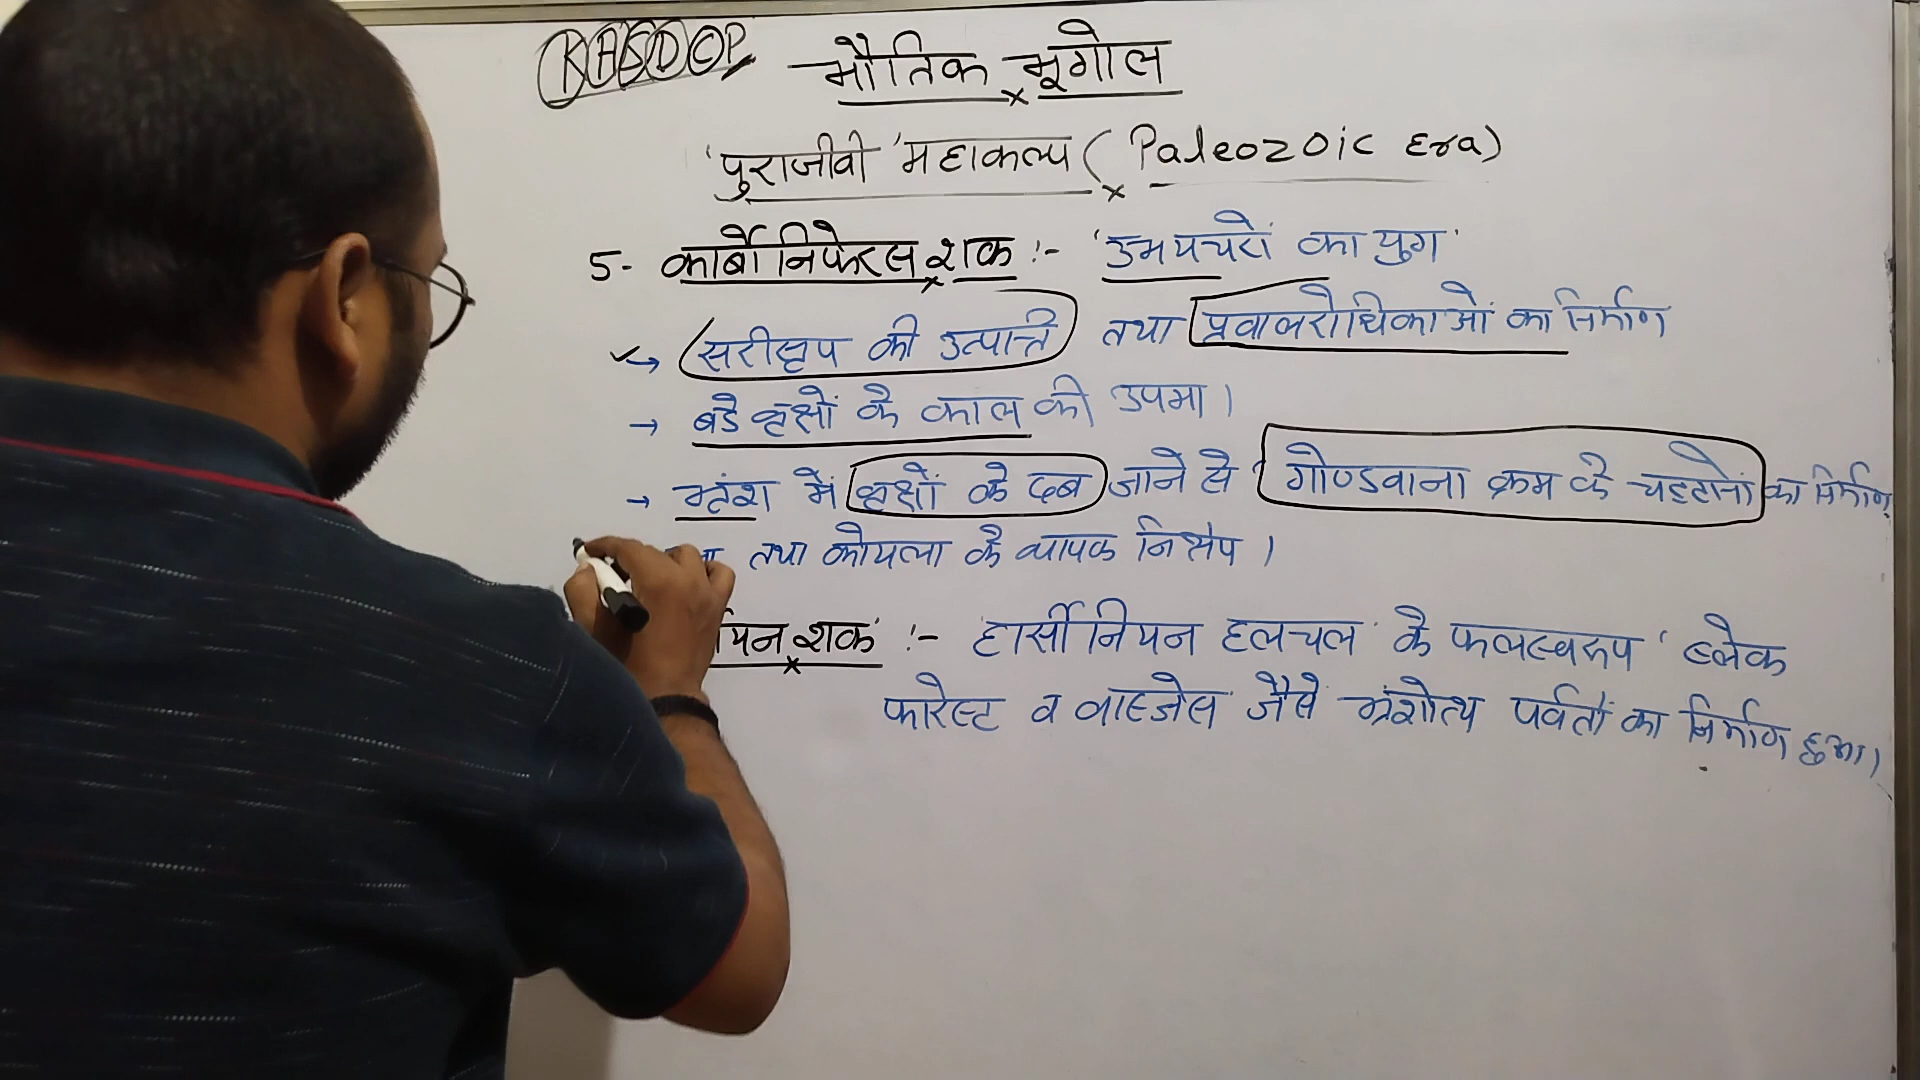 KASDCP भौतिक भूगोल
'पुराजीवी' महाकल्प (Paleozoic Era)
5- कार्बोनिफेरस शक :- 'उभयचरों का युग'
→ सरीसृप की उत्पत्ति तथा प्रवालरोधिकाओं का निर्माण
→ बड़े वृक्षों के काल की उपमा।
→ भ्रंश में वृक्षों के दब जाने से गोण्डवाना क्रम के चट्टानों का निर्माण
तथा कोयला के व्यापक निक्षेप।
र्मियन शक :- हार्सीनियन हलचल के फलस्वरूप 'ब्लैक
फारेस्ट व वास्जेस जैसे भ्रंशोत्थ पर्वतों का निर्माण हुआ।